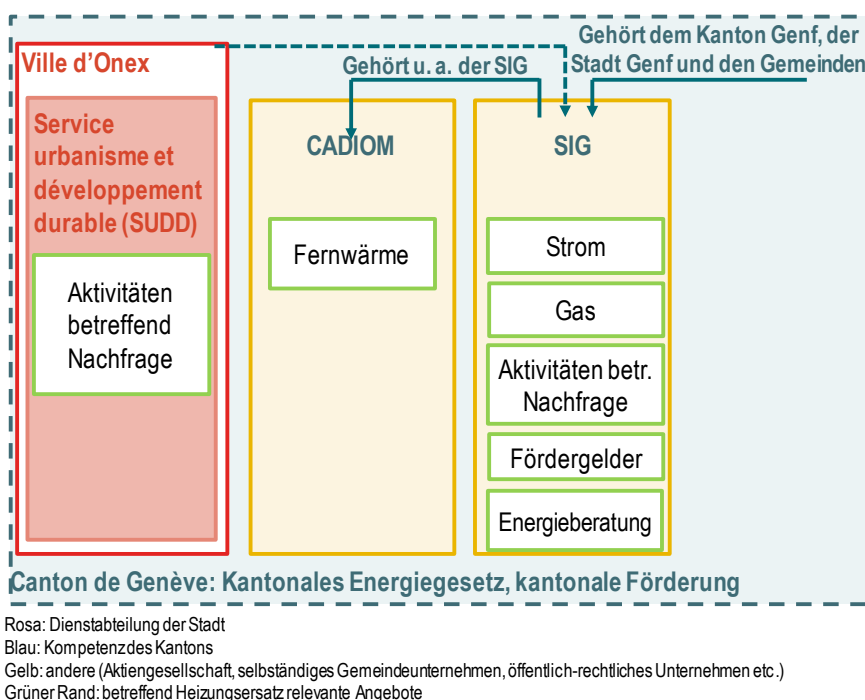 Gehört dem Kanton Genf, der
Stadt Genf und den Gemeinden
Ville d'Onex
Gehört u. a. der SIG
Service
urbanisme et
développement
durable (SUDD)
Aktivitäten
betreffend
Nachfrage
CADIOM
Fernwärme
SIG
Strom
Gas
Aktivitäten betr.
Nachfrage
Fördergelder
Energieberatung
Canton de Genève: Kantonales Energiegesetz, kantonale Förderung
Rosa: Dienstabteilung der Stadt
Blau: Kompetenz des Kantons
Gelb: andere (Aktiengesellschaft, selbständiges Gemeindeunternehmen, öffentlich-rechtliches Unternehmen etc.)
Grüner Rand: betreffend Heizungsersatz relevante Angebote